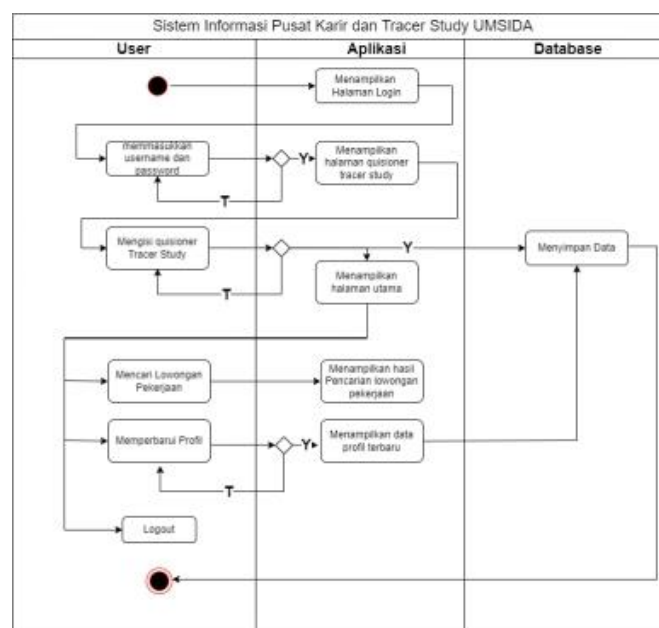 Sistem Informasi Pusat Karir dan Tracer Study UMSIDA
User
Aplikasi
Database
Menampilkan
Halaman Login
memmasukkan
username dan
password
Y
Menampilkan
halaman quisioner
tracer study
T
Mengisi quisioner
Tracer Study
Y
Menyimpan Data
T
Menampilkan
halaman utama
Mencari Lowongan
Pekerjaan
Menampilkan hasil
Pencarian lowongan
pekerjaan
Memperbarui Profil
Y
Menampilkan data
profil terbaru
T
Logout